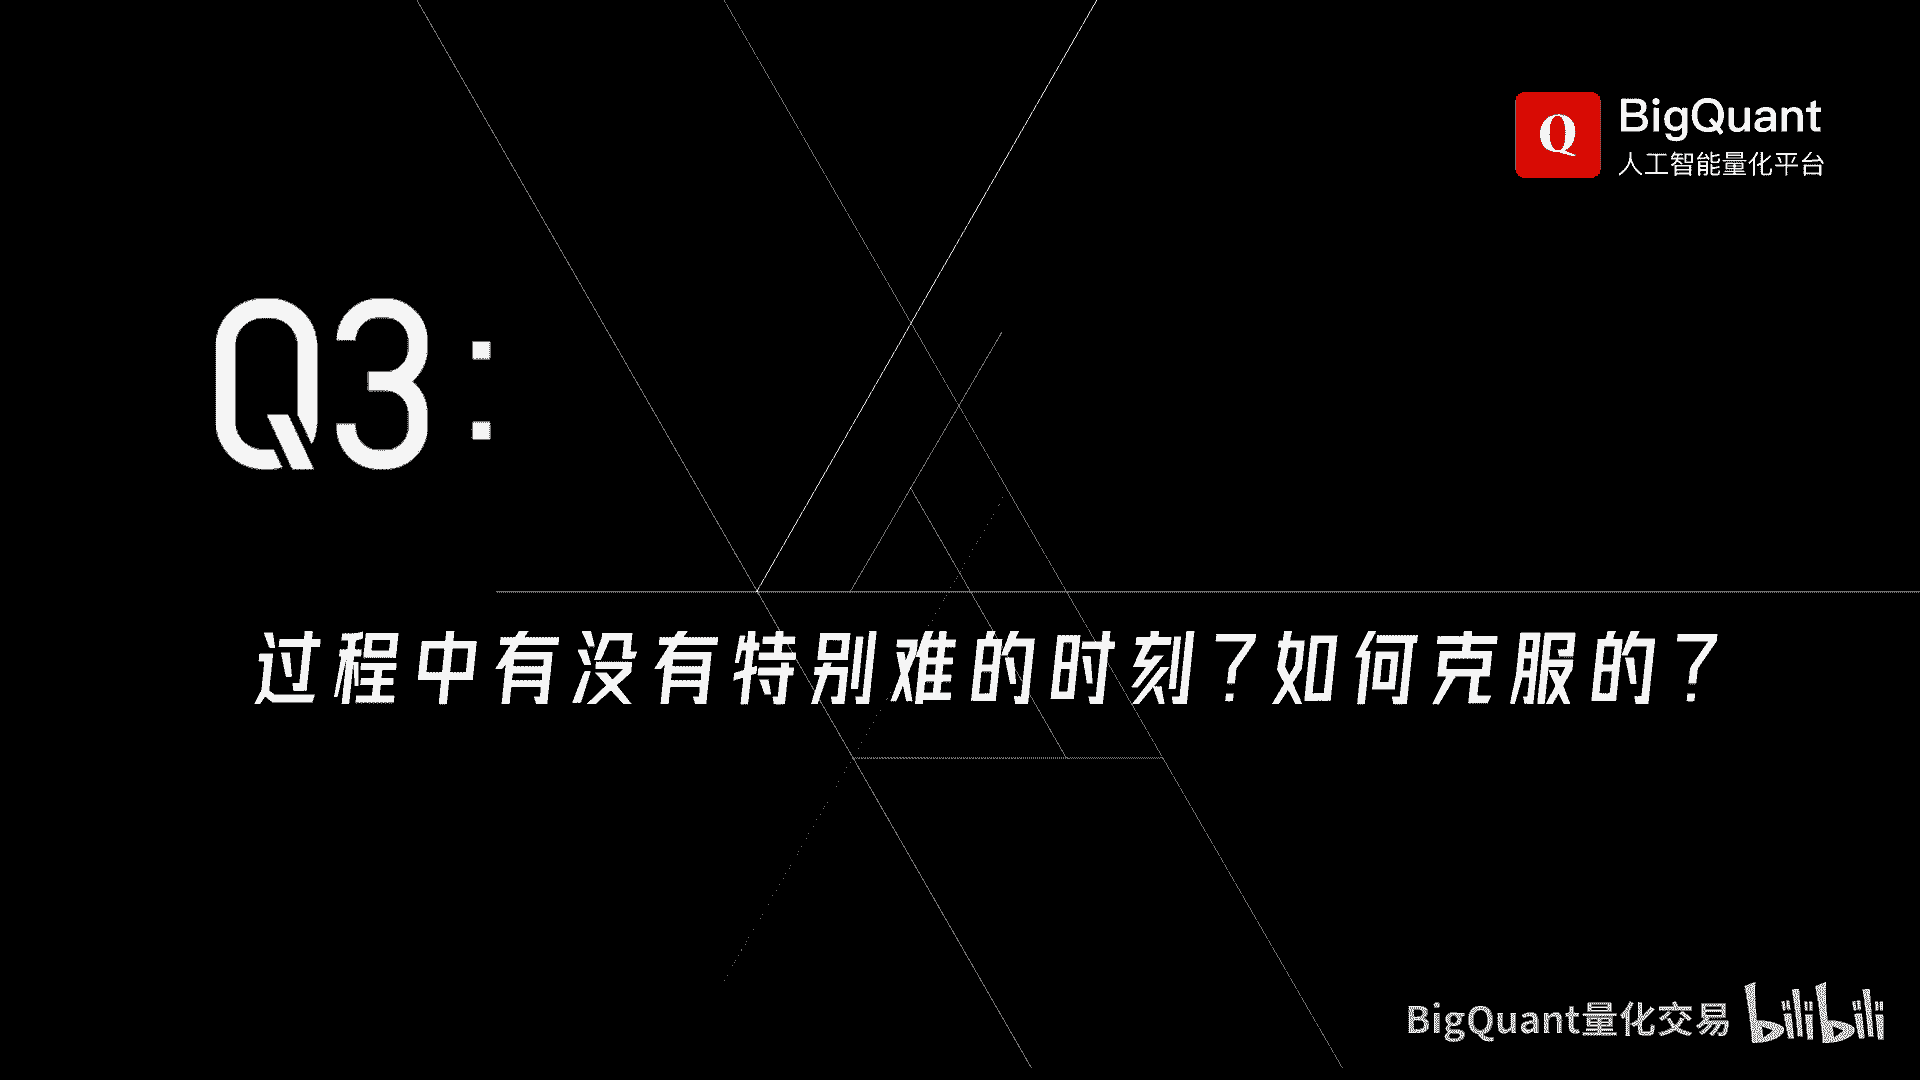 BigQuant
人工智能量化平台
Q
Q3:
过程中有没有特别难的时刻?如何克服的?
BigQuant量化交易 bilibili